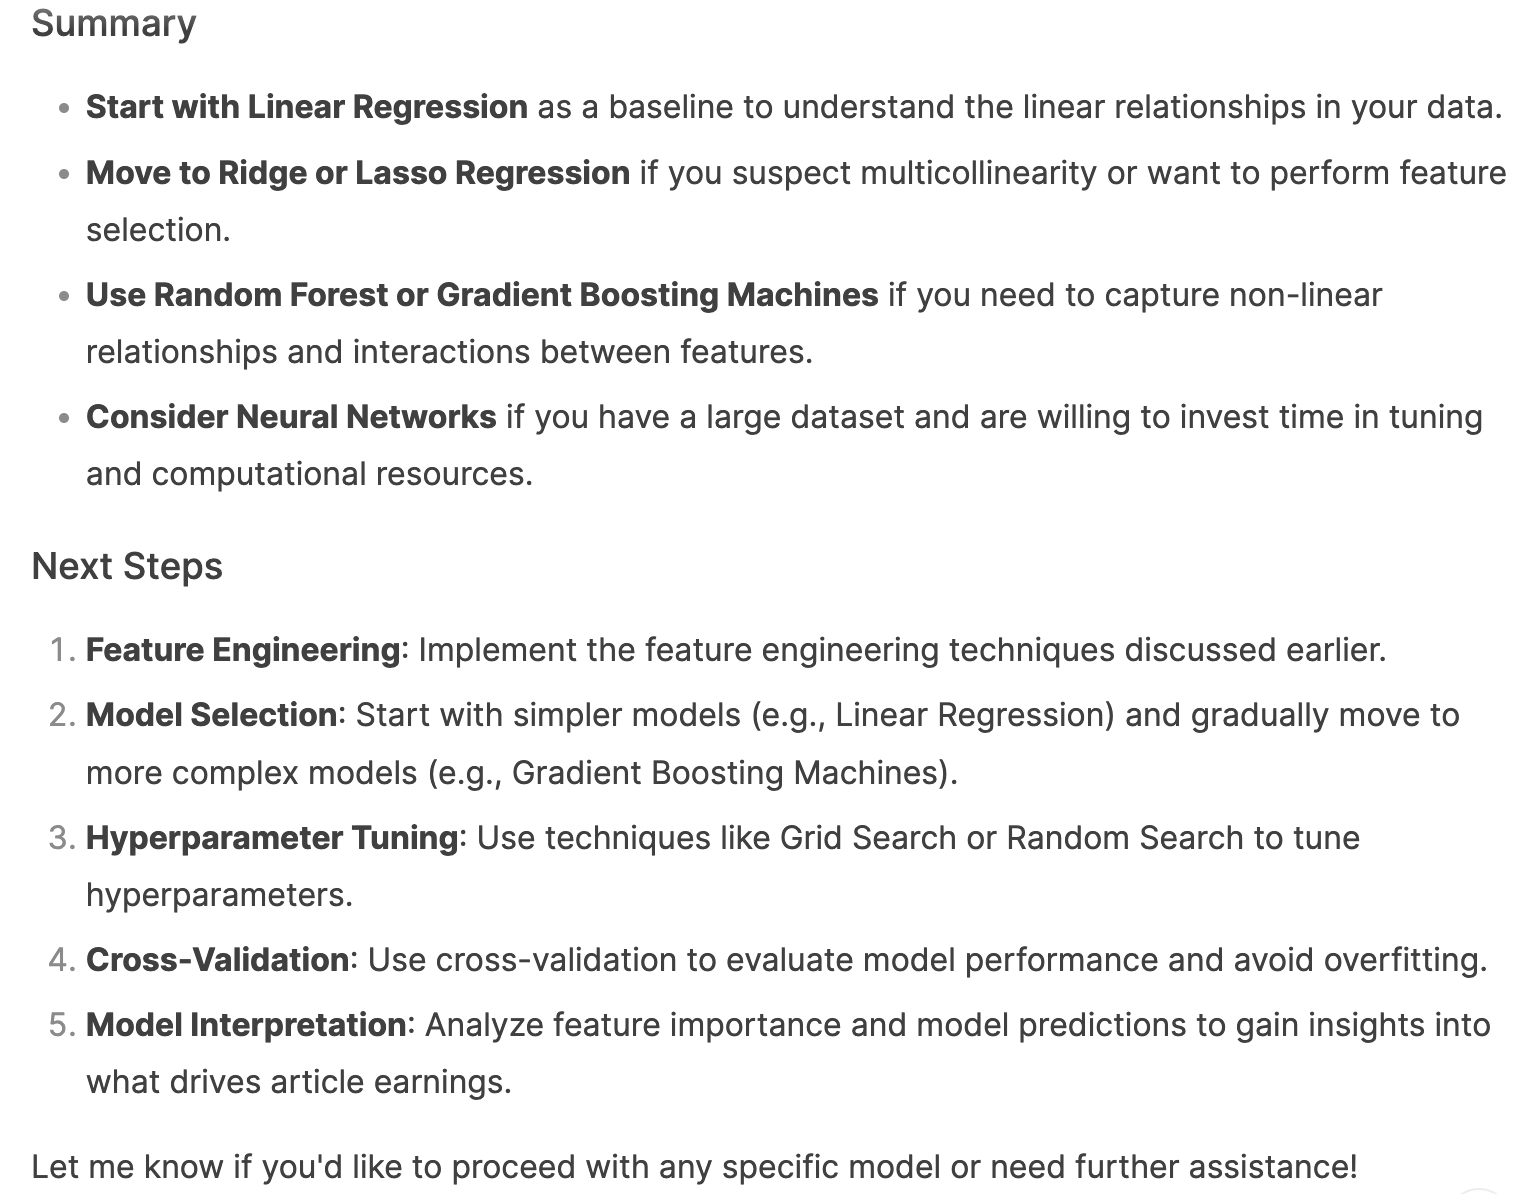 Summary
• Start with Linear Regression as a baseline to understand the linear relationships in your data.
• Move to Ridge or Lasso Regression if you suspect multicollinearity or want to perform feature
selection.
• Use Random Forest or Gradient Boosting Machines if you need to capture non-linear
relationships and interactions between features.
• Consider Neural Networks if you have a large dataset and are willing to invest time in tuning
and computational resources.
Next Steps
1. Feature Engineering: Implement the feature engineering techniques discussed earlier.
2. Model Selection: Start with simpler models (e.g., Linear Regression) and gradually move to
more complex models (e.g., Gradient Boosting Machines).
3. Hyperparameter Tuning: Use techniques like Grid Search or Random Search to tune
hyperparameters.
4. Cross-Validation: Use cross-validation to evaluate model performance and avoid overfitting.
5. Model Interpretation: Analyze feature importance and model predictions to gain insights into
what drives article earnings.
Let me know if you'd like to proceed with any specific model or need further assistance!